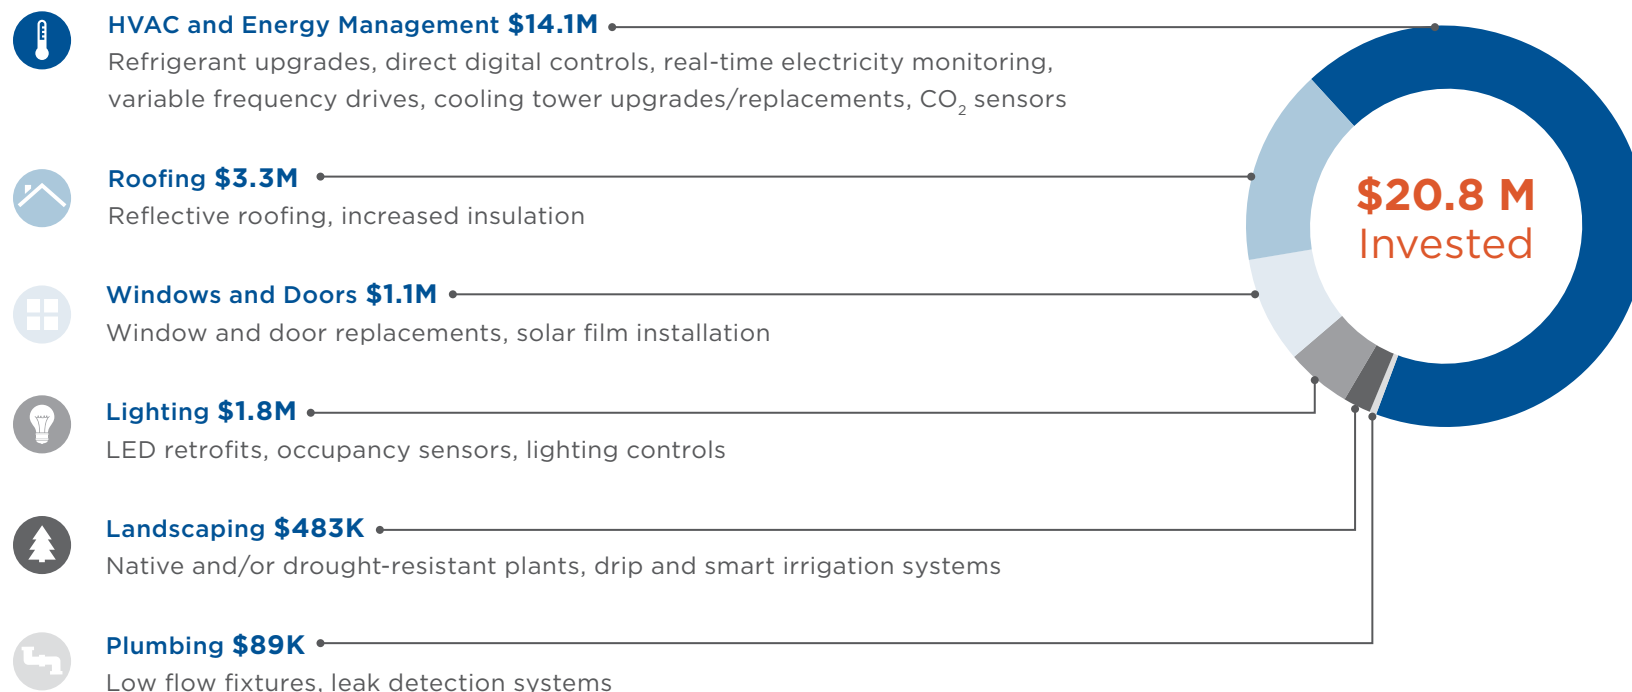 HVAC and Energy Management $14.1M
Refrigerant upgrades, direct digital controls, real-time electricity monitoring,
variable frequency drives, cooling tower upgrades/replacements, CO₂ sensors
Roofing $3.3M
Reflective roofing, increased insulation
$20.8 M
Invested
Windows and Doors $1.1M
Window and door replacements, solar film installation
Lighting $1.8M
LED retrofits, occupancy sensors, lighting controls
Landscaping $483K
Native and/or drought-resistant plants, drip and smart irrigation systems
Plumbing $89K
Low flow fixtures, leak detection systems